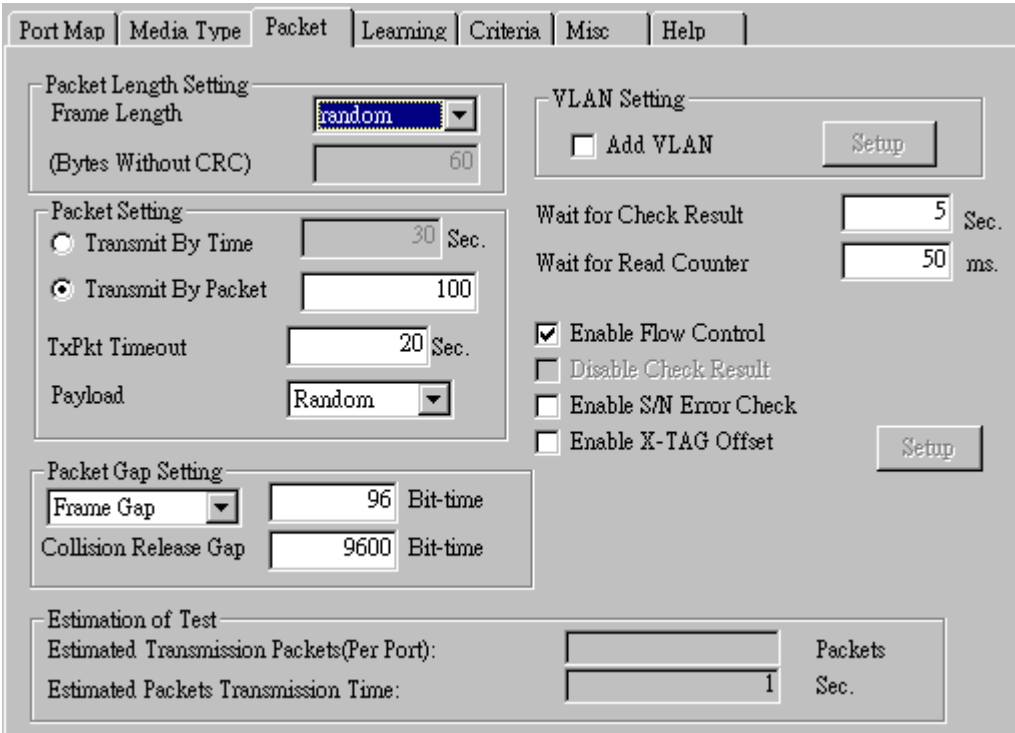 Port Map Media Type Packet Learning Criteria Misc Help
Packet Length Setting
Frame Length random
(Bytes Without CRC) 60
Packet Setting
Transmit By Time 30 Sec.
Transmit By Packet 100
TxPkt Timeout 20 Sec.
Payload Random
Packet Gap Setting
Frame Gap 96 Bit-time
Collision Release Gap 9600 Bit-time
VLAN Setting
Add VLAN Setup
Wait for Check Result 5 Sec.
Wait for Read Counter 50 ms.
Enable Flow Control
Disable Check Result
Enable S/N Error Check
Enable X-TAG Offset Setup
Estimation of Test
Estimated Transmission Packets(Per Port): Packets
Estimated Packets Transmission Time: 1 Sec.